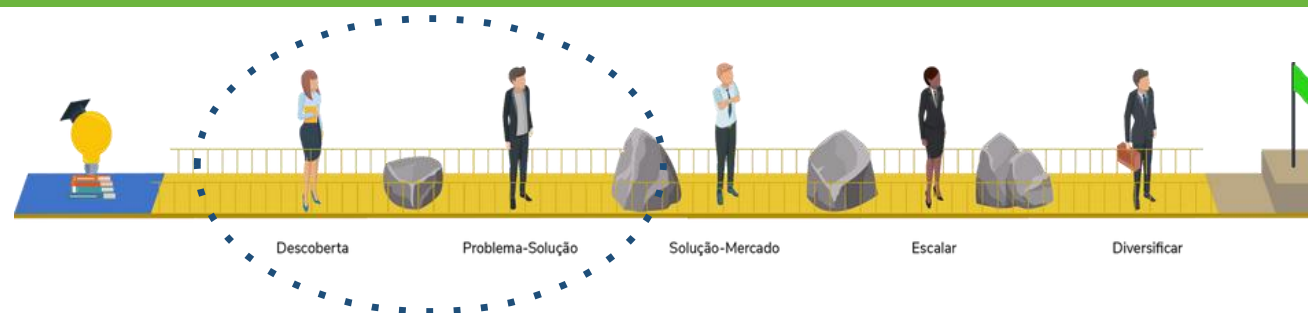 Descoberta
Problema-Solução
Solução-Mercado
Escalar
Diversificar